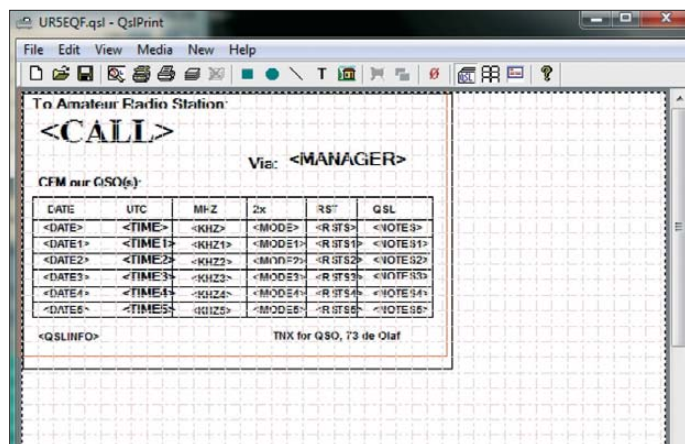 UR5EQF.qsl - QslPrint
File Edit View Media New Help
To Amateur Radio Station:
<CALL>
Via: <MANAGER>
CFM our QSO(s):
DATE UTC MHZ 2x RST QSL
<DATE> <TIME> <KHZ> <MODE> <RSTS> <NOTES>
<DATE1> <TIME1> <KHZ1> <MODE1> <RSTS1> <NOTES1>
<DATE2> <TIME2> <KHZ2> <MODE2> <RSTS2> <NOTES2>
<DATE3> <TIME3> <KHZ3> <MODE3> <RSTS3> <NOTES3>
<DATE4> <TIME4> <KHZ4> <MODE4> <RSTS4> <NOTES4>
<DATE5> <TIME5> <KHZ5> <MODE5> <RSTS5> <NOTES5>
<QSLINFO> TNX for QSO, 73 de Olaf